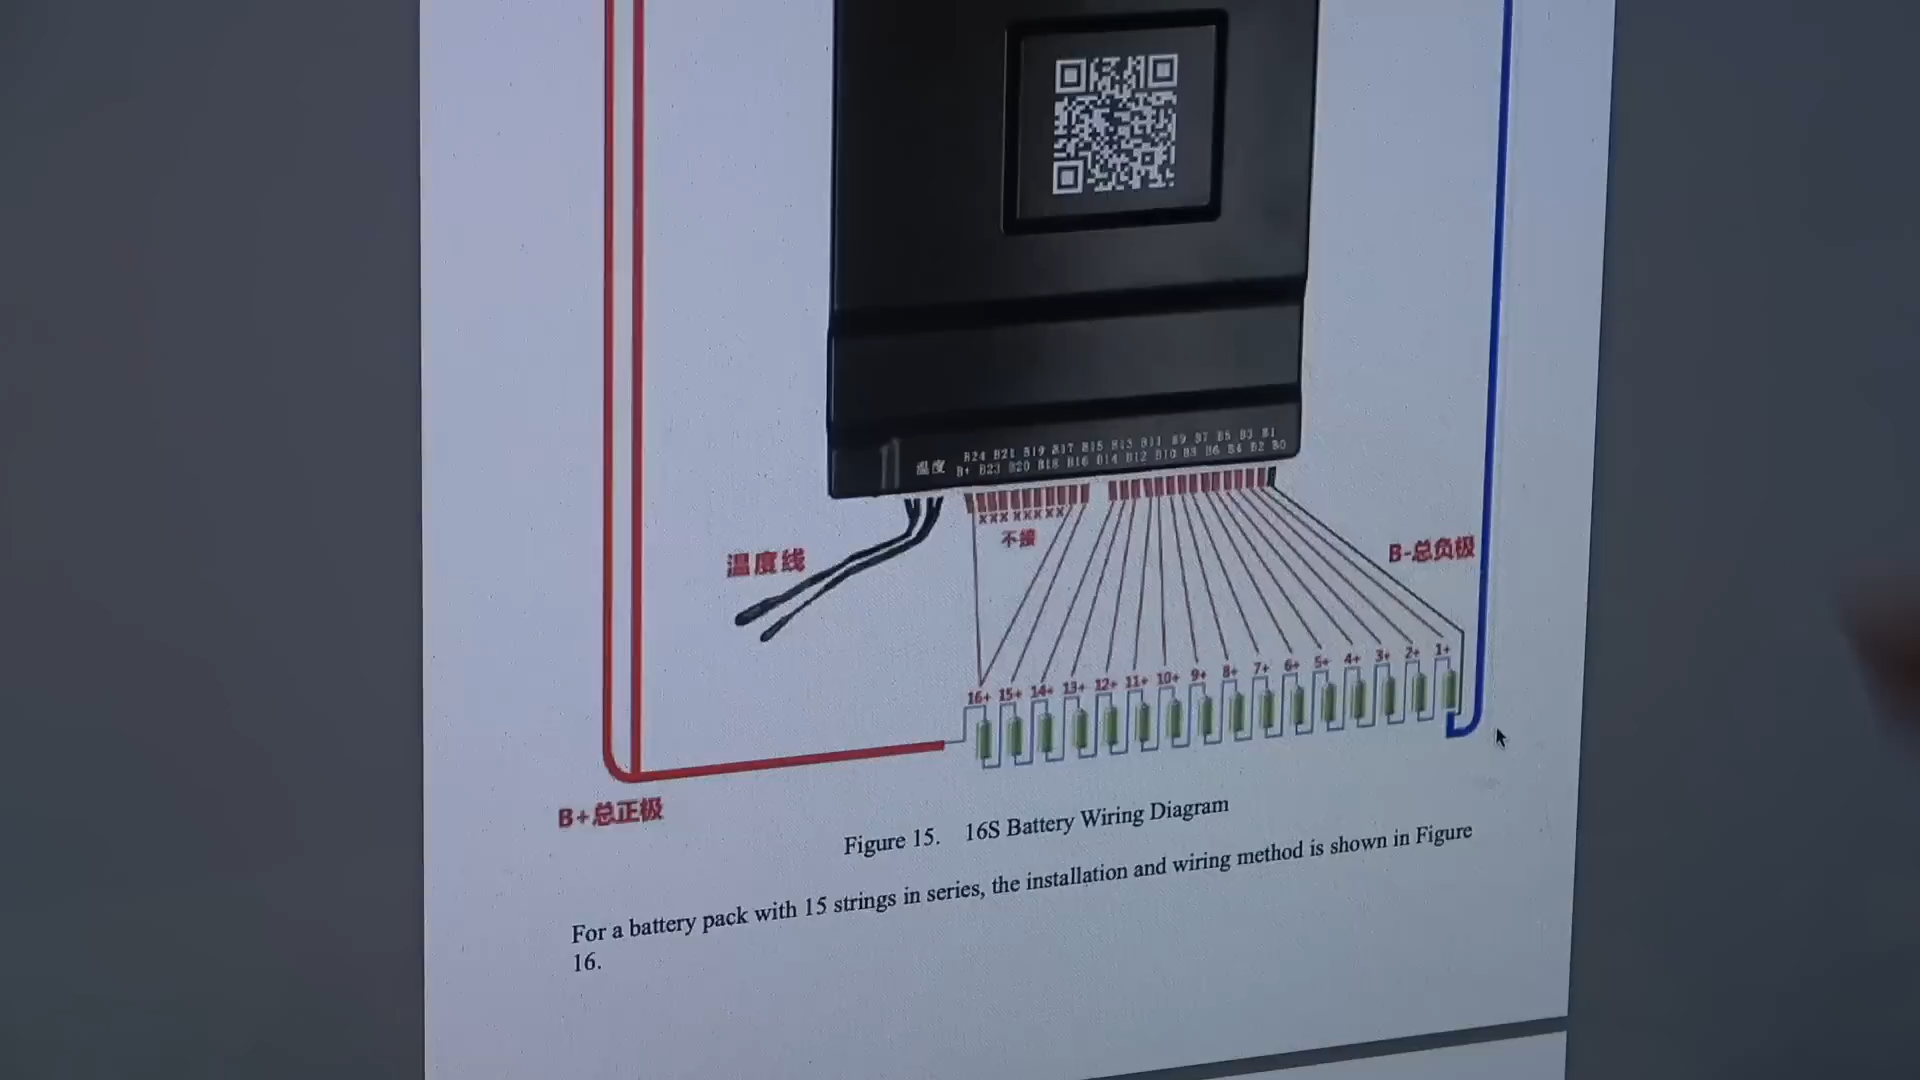 B24 B21 B19 B17 B15 B13 B11 B9 B7 B5 B3 B1
温度 B+ B23 B20 B18 B16 B14 B12 B10 B8 B6 B4 B2 B0
××× ×××××
不接
温度线
B-总负极
16+ 15+ 14+ 13+ 12+ 11+ 10+ 9+ 8+ 7+ 6+ 5+ 4+ 3+ 2+ 1+
B+总正极
Figure 15. 16S Battery Wiring Diagram
For a battery pack with 15 strings in series, the installation and wiring method is shown in Figure
16.